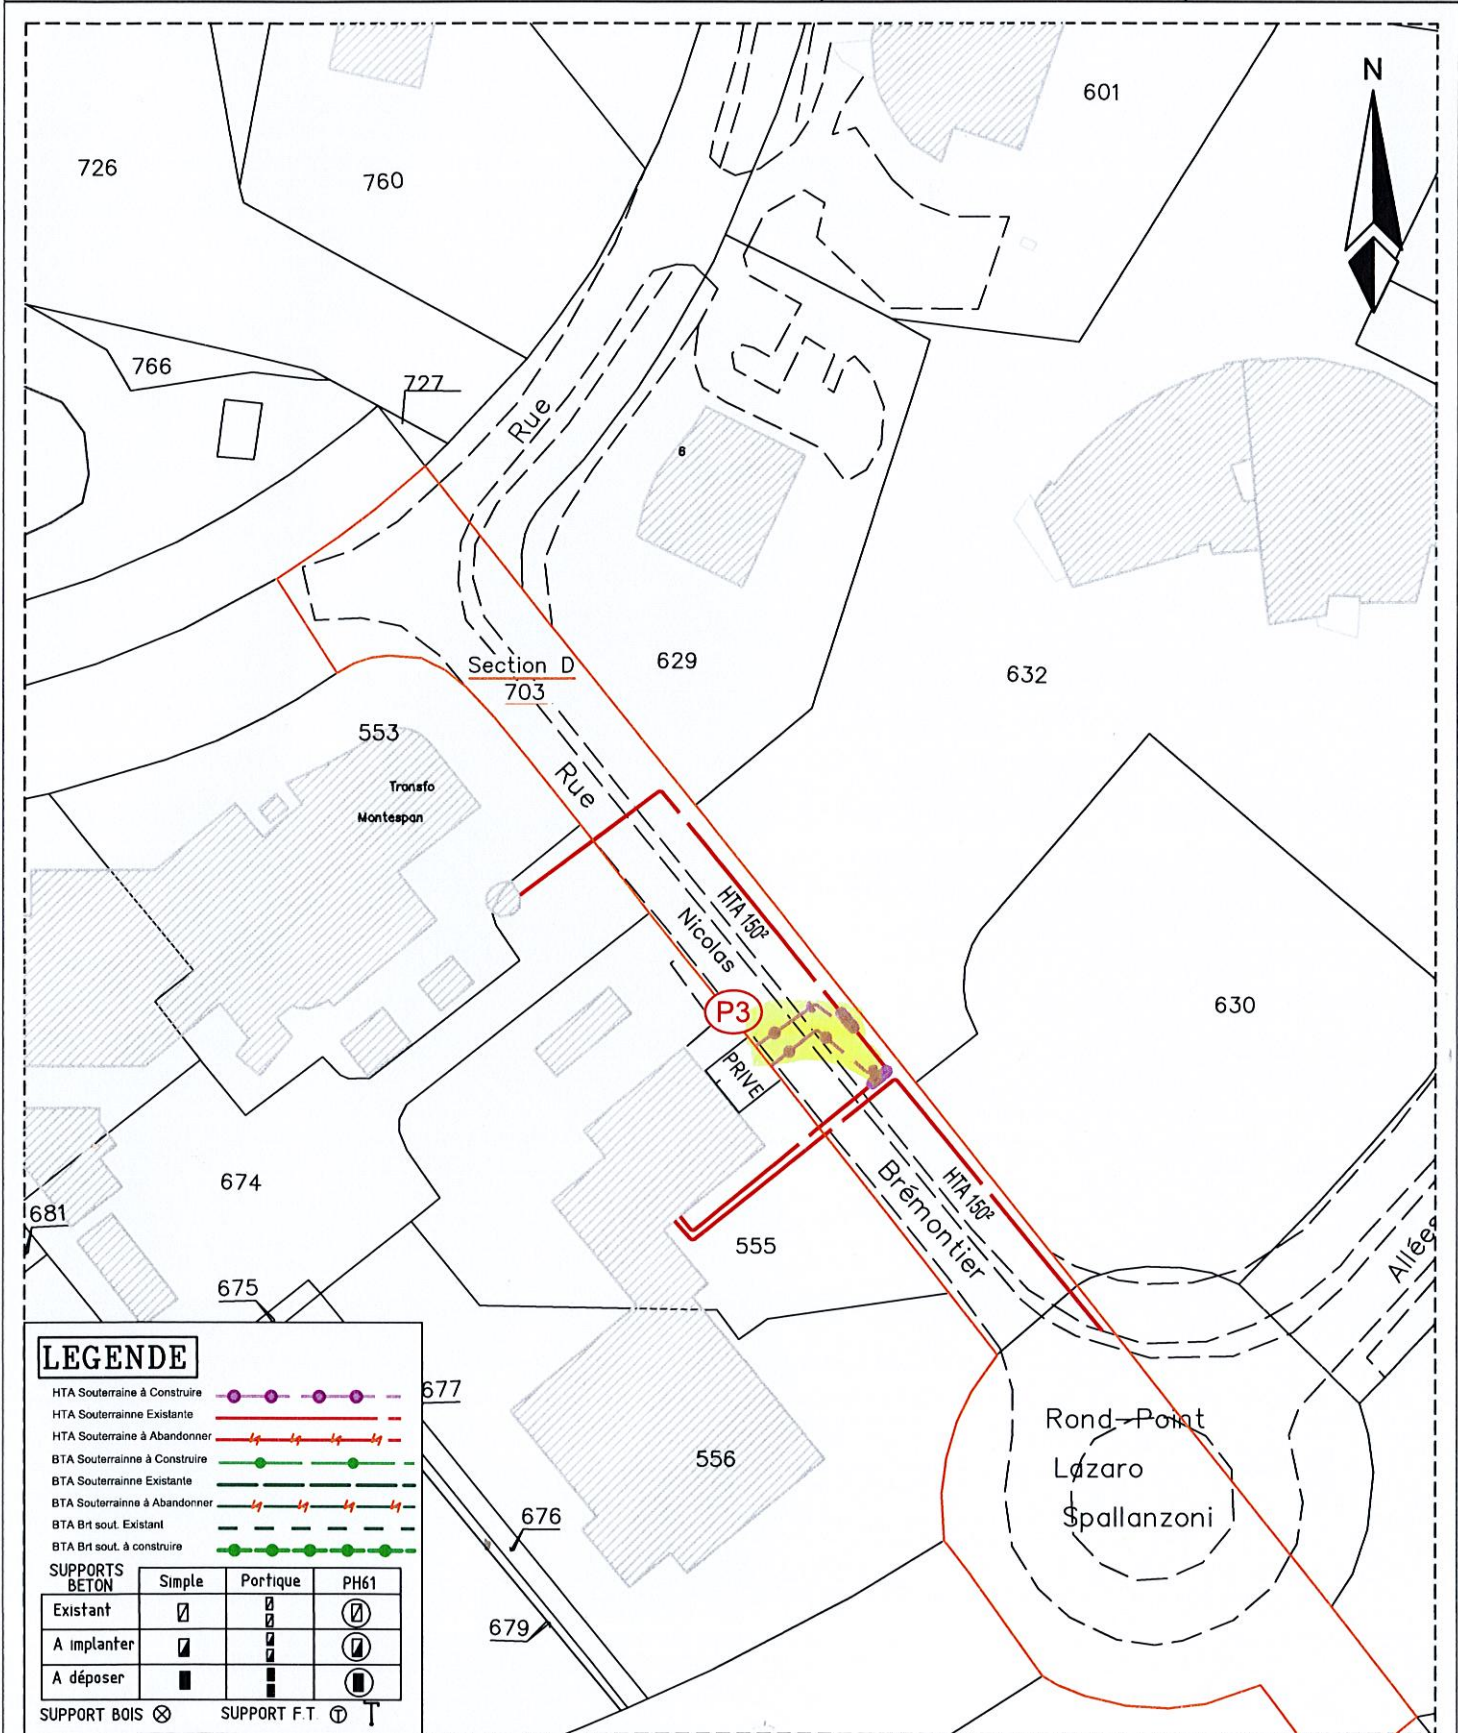 N
601
726
760
766
727
Rue
6
Section D
703
629
632
553
Transfo
Montespan
Rue
HTA 150²
Nicolas
P3
630
PRIVE
674
681
HTA 150²
Brémontier
555
Allées
675
LEGENDE
HTA Souterraine à Construire
HTA Souterrainne Existante
HTA Souterraine à Abandonner
BTA Souterrainne à Construire
BTA Souterrainne Existante
BTA Souterrainne à Abandonner
BTA Brt sout. Existant
BTA Brt sout. à construire
SUPPORTS BETON Simple Portique PH61
Existant
A implanter
A déposer
SUPPORT BOIS SUPPORT F.T. T T
677
556
676
679
Rond-Point
Lazaro
Spallanzoni